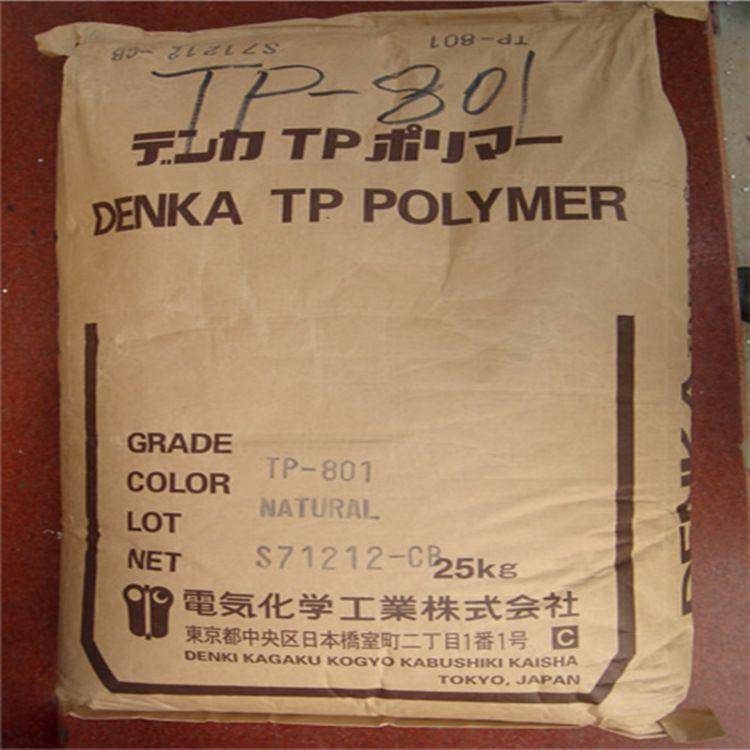 S71212-CB TP-801
TP-801
デンカ TPポリマー
DENKA TP POLYMER
GRADE TP-801
COLOR NATURAL
LOT S71212-CB
NET 25kg
電気化学工業株式会社
東京都中央区日本橋室町二丁目1番1号 C
DENKI KAGAKU KOGYO KABUSHIKI KAISHA
TOKYO, JAPAN
DENKA